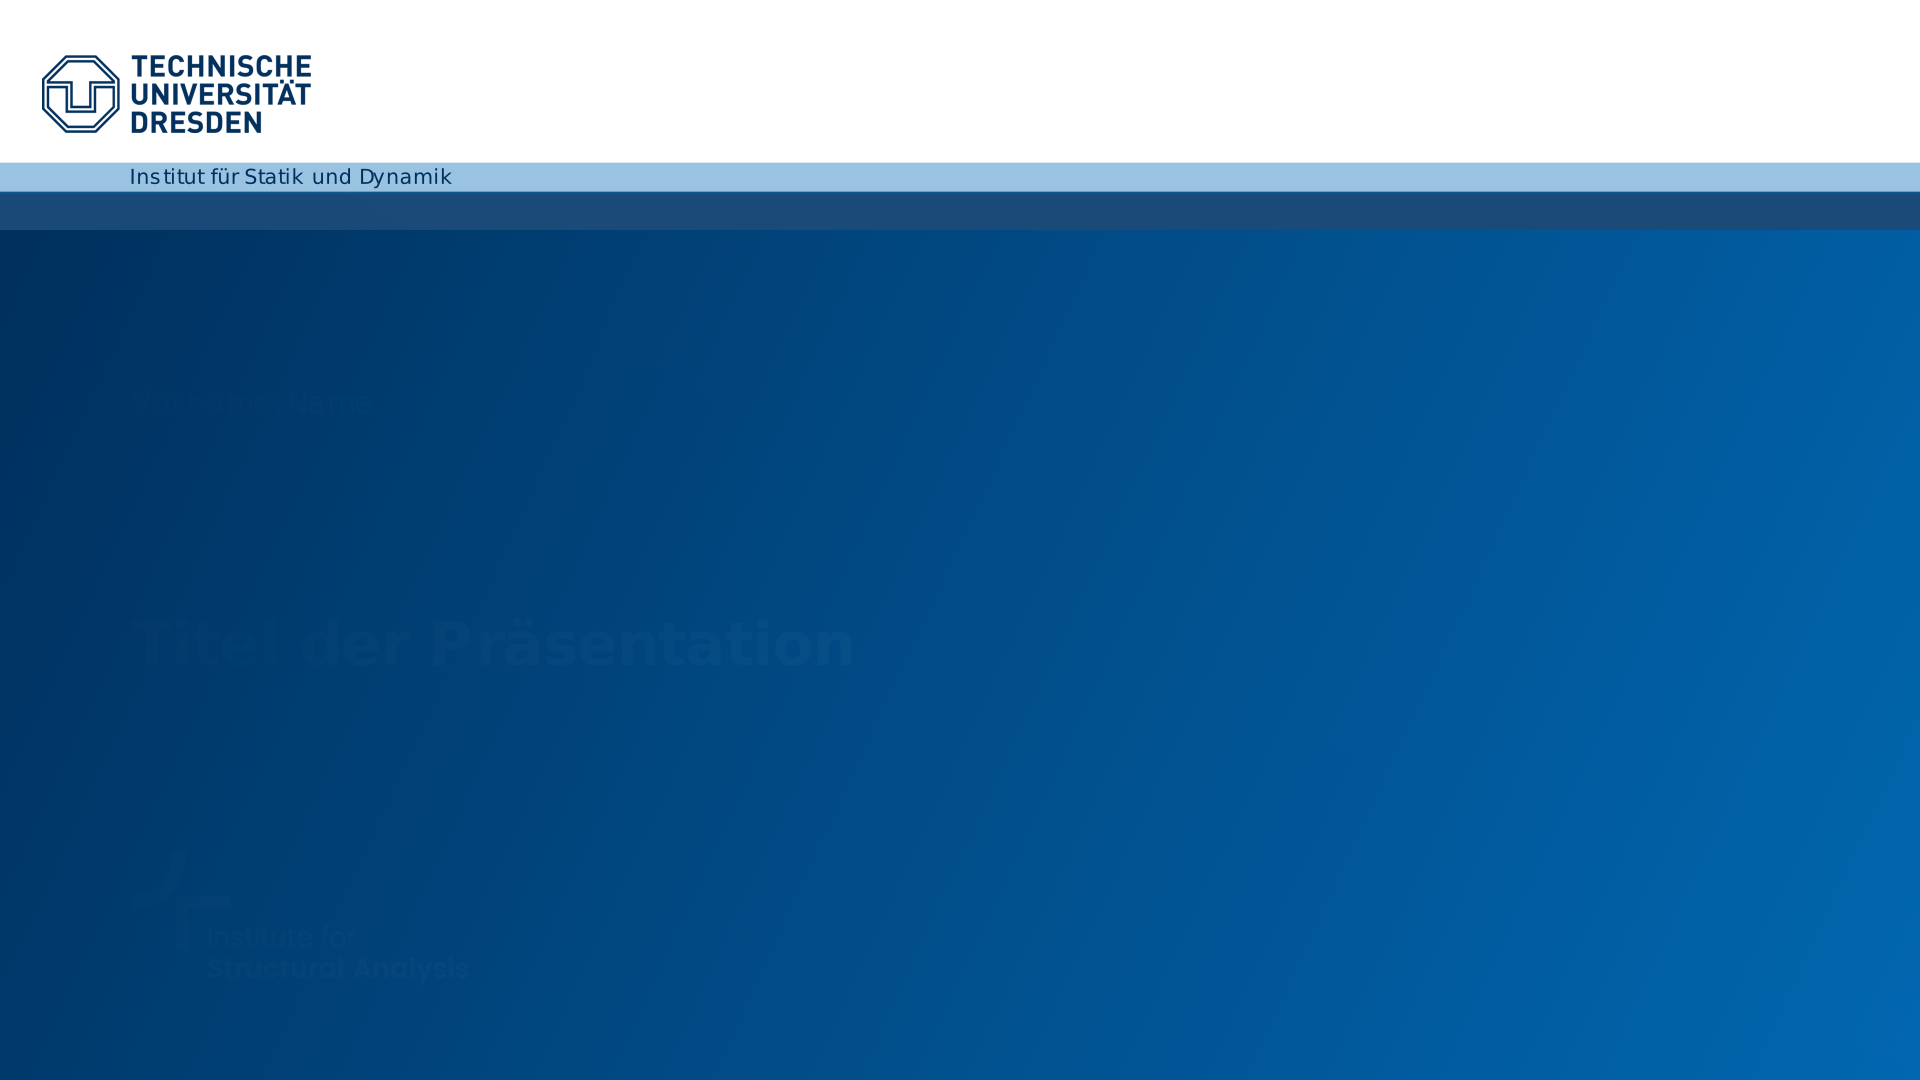 TECHNISCHE
UNIVERSITÄT
DRESDEN
Institut für Statik und Dynamik
Vorname Name
Titel der Präsentation
Institute for
Structural Analysis